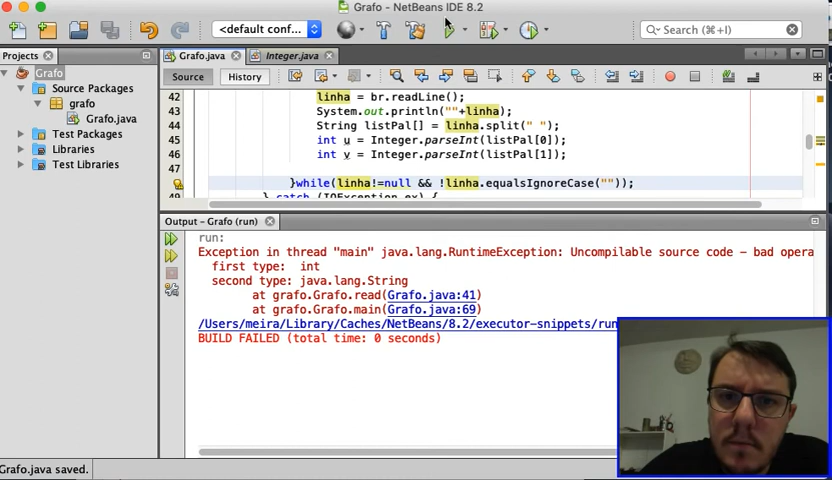 Grafo - NetBeans IDE 8.2
<default conf...
Search (⌘+I)
Projects
Grafo
Source Packages
grafo
Grafo.java
Test Packages
Libraries
Test Libraries
Grafo.java
Integer.java
Source
History
42 linha = br.readLine();
43 System.out.println(""+linha);
44 String listPal[] = linha.split(" ");
45 int u = Integer.parseInt(listPal[0]);
46 int v = Integer.parseInt(listPal[1]);
47
}while(linha!=null && !linha.equalsIgnoreCase(""));
49 } catch (IOException ex) {
Output - Grafo (run)
run:
Exception in thread "main" java.lang.RuntimeException: Uncompilable source code - bad opera
first type: int
second type: java.lang.String
at grafo.Grafo.read(Grafo.java:41)
at grafo.Grafo.main(Grafo.java:69)
/Users/meira/Library/Caches/NetBeans/8.2/executor-snippets/run
BUILD FAILED (total time: 0 seconds)
Grafo.java saved.